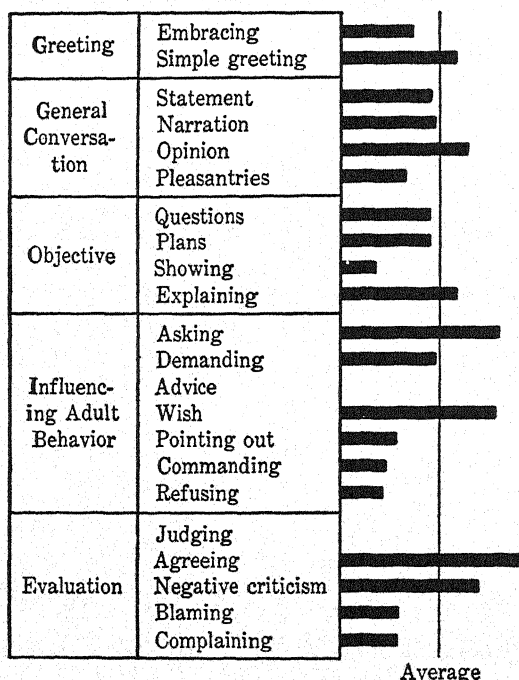 Greeting
Embracing
Simple greeting
General
Conversa-
tion
Statement
Narration
Opinion
Pleasantries
Objective
Questions
Plans
Showing
Explaining
Influenc-
ing Adult
Behavior
Asking
Demanding
Advice
Wish
Pointing out
Commanding
Refusing
Evaluation
Judging
Agreeing
Negative criticism
Blaming
Complaining
Average